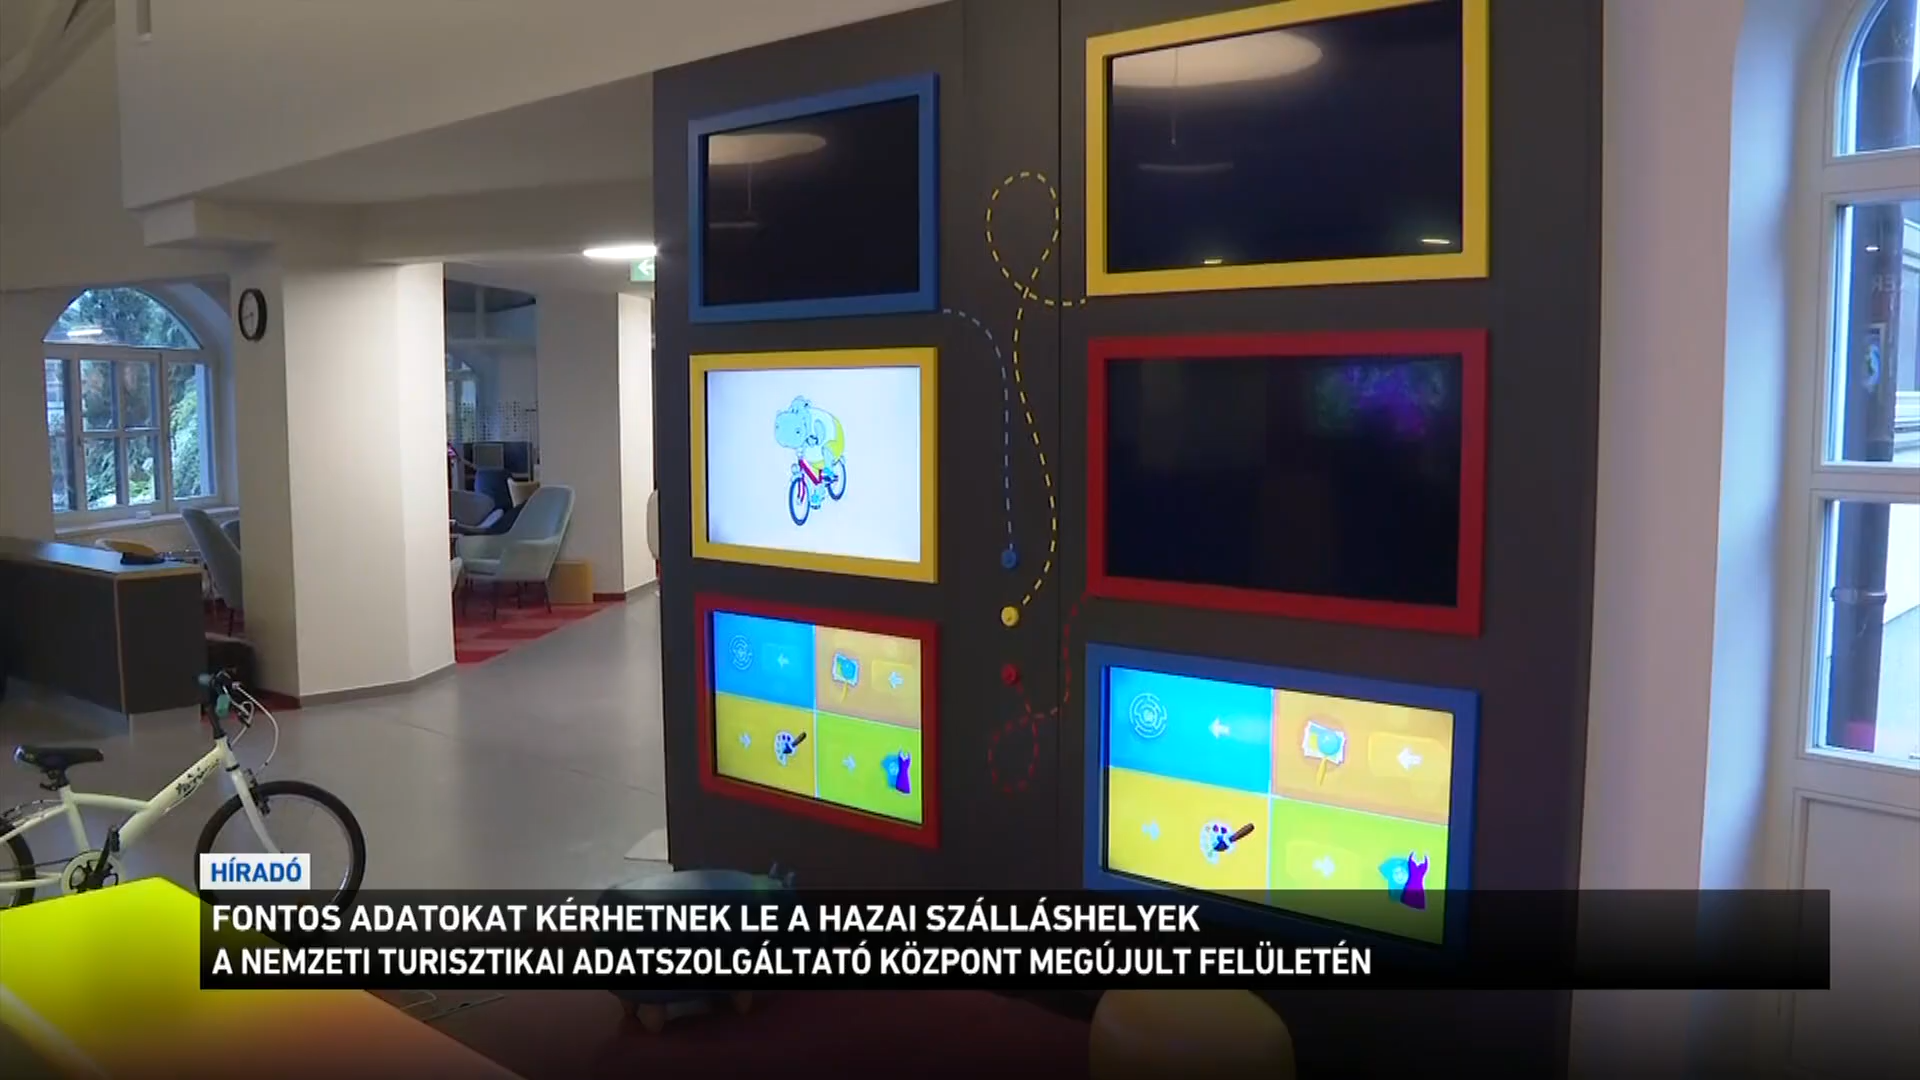 HÍRADÓ
FONTOS ADATOKAT KÉRHETNEK LE A HAZAI SZÁLLÁSHELYEK
A NEMZETI TURISZTIKAI ADATSZOLGÁLTATÓ KÖZPONT MEGÚJULT FELÜLETÉN